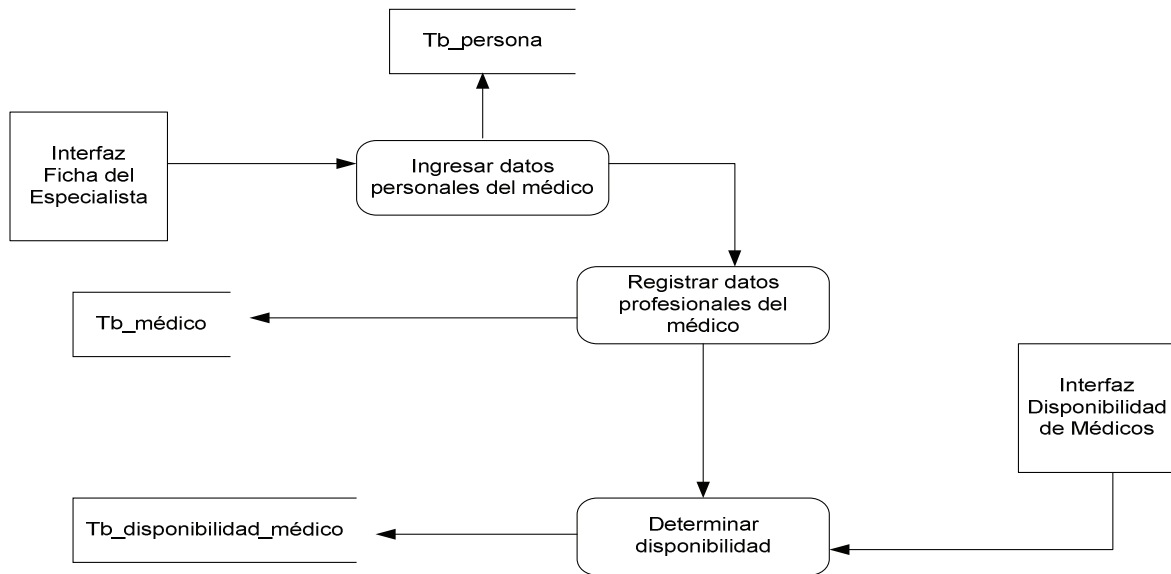 Tb_persona
Interfaz
Ficha del
Especialista
Ingresar datos
personales del médico
Registrar datos
profesionales del
médico
Tb_médico
Interfaz
Disponibilidad
de Médicos
Tb_disponibilidad_médico
Determinar
disponibilidad